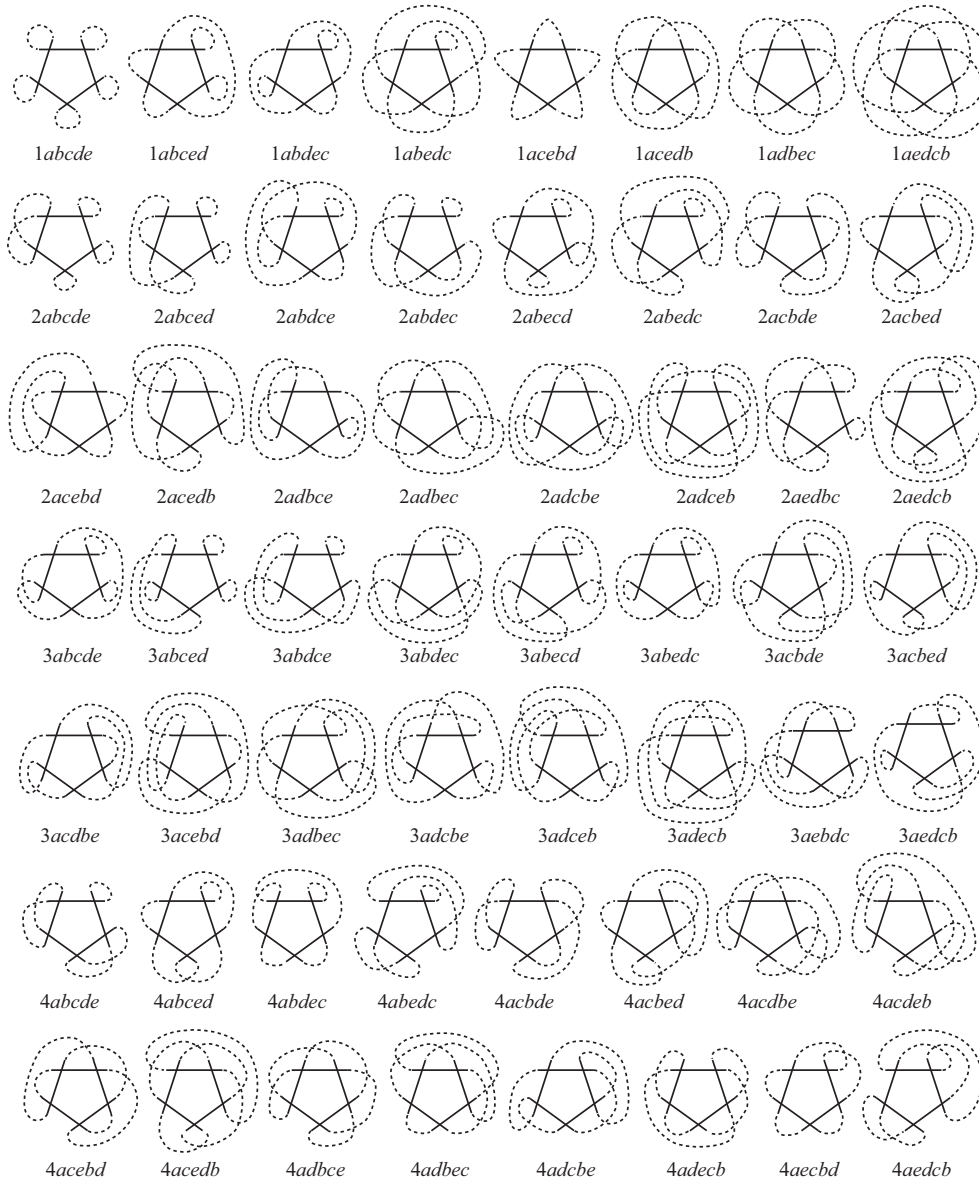 1abcde 1abced 1abdec 1abedc 1acebd 1acedb 1adbec 1aedcb
2abcde 2abced 2abdce 2abdec 2abecd 2abedc 2acbde 2acbed
2acebd 2acedb 2adbce 2adbec 2adcbe 2adceb 2aedbc 2aedcb
3abcde 3abced 3abdce 3abdec 3abecd 3abedc 3acbde 3acbed
3acdbe 3acebd 3adbec 3adcbe 3adceb 3adecb 3aebdc 3aedcb
4abcde 4abced 4abdec 4abedc 4acbde 4acbed 4acdbe 4acdeb
4acebd 4acedb 4adbce 4adbec 4adcbe 4adecb 4aecbd 4aedcb